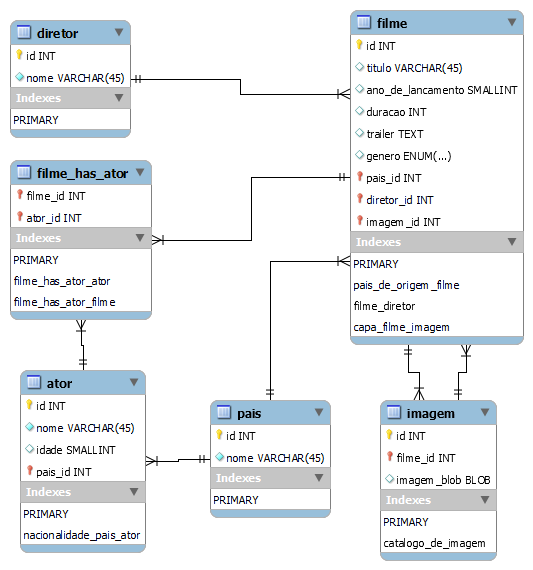 diretor
id INT
nome VARCHAR(45)
Indexes
PRIMARY
filme
id INT
titulo VARCHAR(45)
ano_de_lancamento SMALLINT
duracao INT
trailer TEXT
genero ENUM(...)
pais_id INT
diretor_id INT
imagem_id INT
Indexes
PRIMARY
pais_de_origem_filme
filme_diretor
capa_filme_imagem
filme_has_ator
filme_id INT
ator_id INT
Indexes
PRIMARY
filme_has_ator_ator
filme_has_ator_filme
ator
id INT
nome VARCHAR(45)
idade SMALLINT
pais_id INT
Indexes
PRIMARY
nacionalidade_pais_ator
pais
id INT
nome VARCHAR(45)
Indexes
PRIMARY
imagem
id INT
filme_id INT
imagem_blob BLOB
Indexes
PRIMARY
catalogo_de_imagem